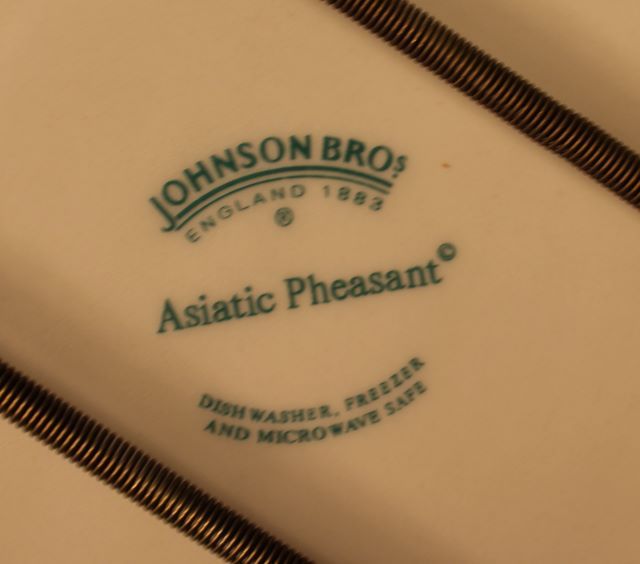 JOHNSON BROS
ENGLAND 1883
®
Asiatic Pheasant©
DISHWASHER, FREEZER
AND MICROWAVE SAFE